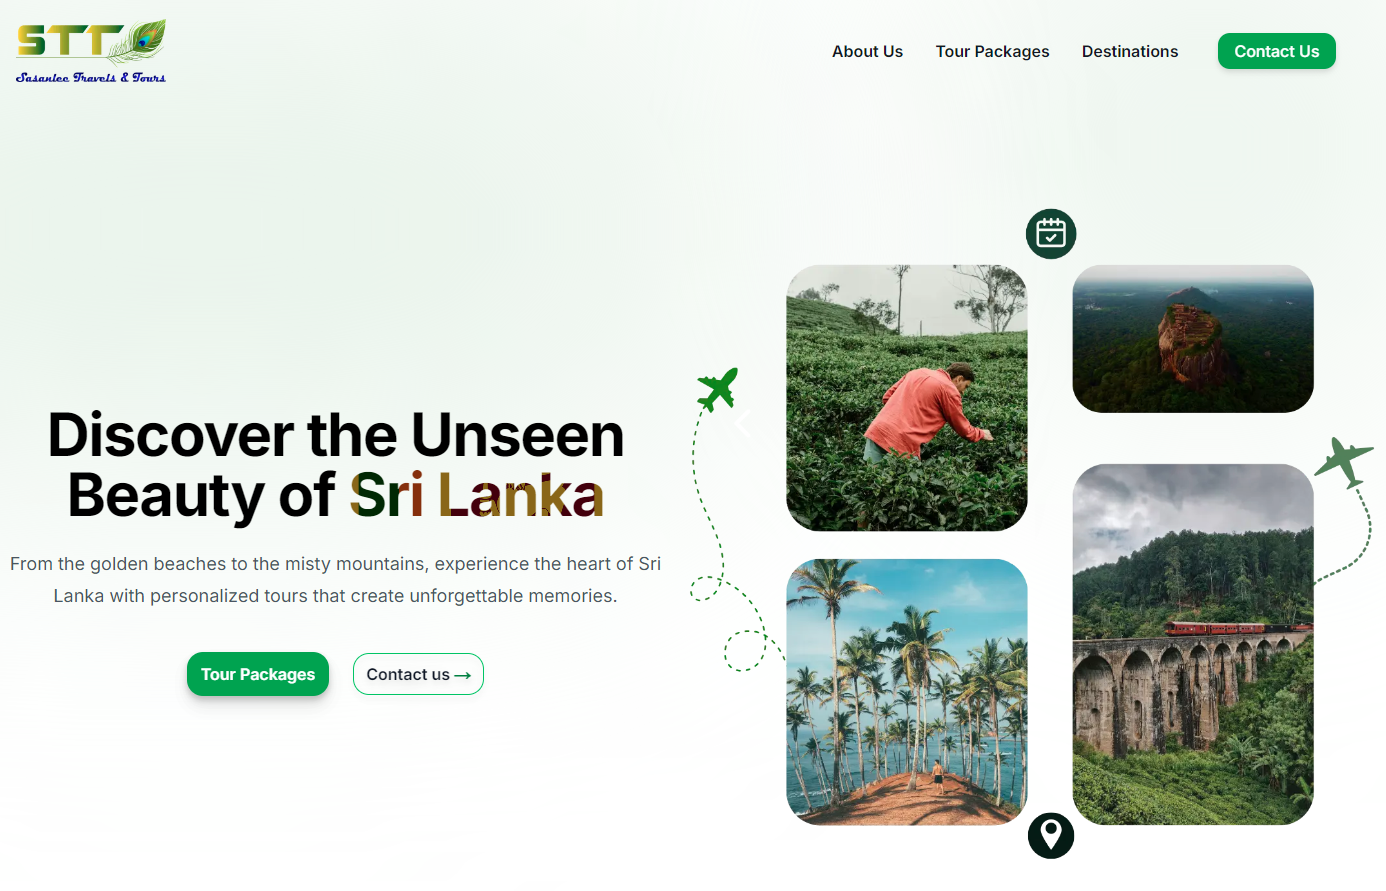 STT
Sasanlee Travels & Tours
About Us
Tour Packages
Destinations
Contact Us
Discover the Unseen
Beauty of Sri Lanka
From the golden beaches to the misty mountains, experience the heart of Sri
Lanka with personalized tours that create unforgettable memories.
Tour Packages
Contact us →